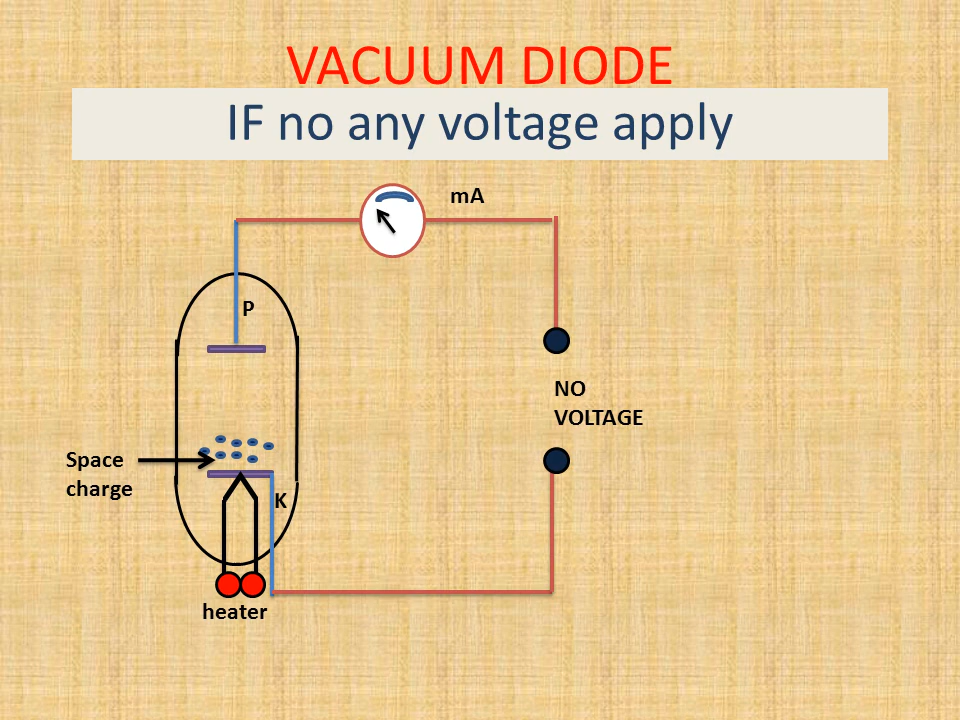 VACUUM DIODE
IF no any voltage apply
mA
P
NO
VOLTAGE
Space
charge
K
heater